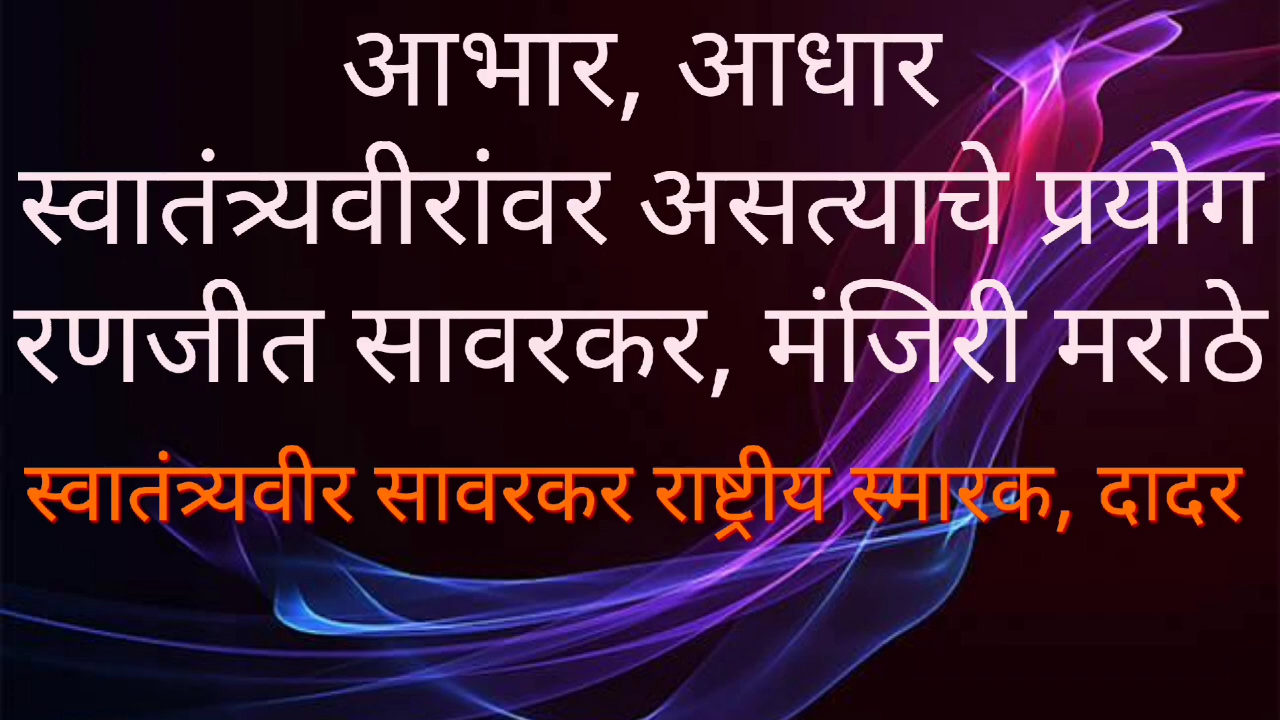 आभार, आधार
स्वातंत्र्यवीरांवर असत्याचे प्रयोग
रणजीत सावरकर, मंजिरी मराठे
स्वातंत्र्यवीर सावरकर राष्ट्रीय स्मारक, दादर